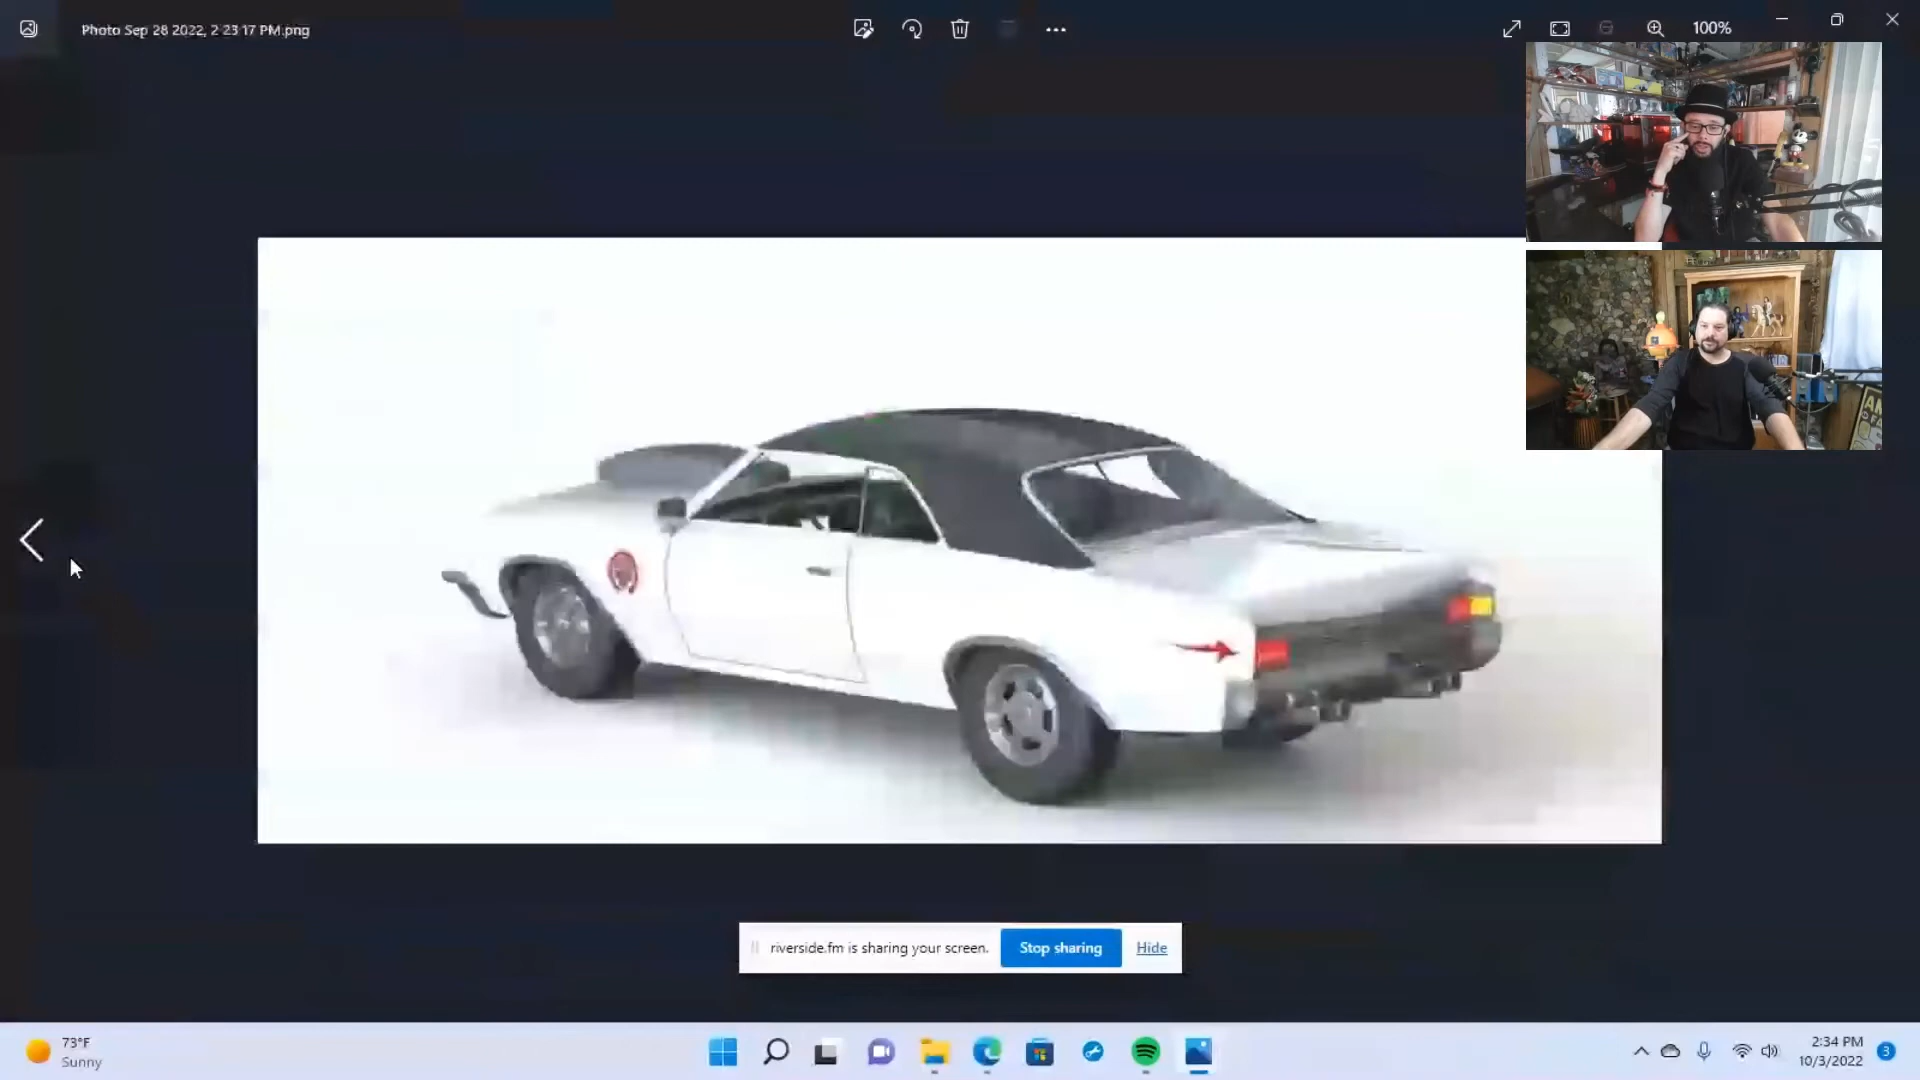 Photo Sep 28 2022, 2 23 17 PM.png
100%
riverside.fm is sharing your screen.
Stop sharing
Hide
73°F
Sunny
2:34 PM
10/3/2022
3